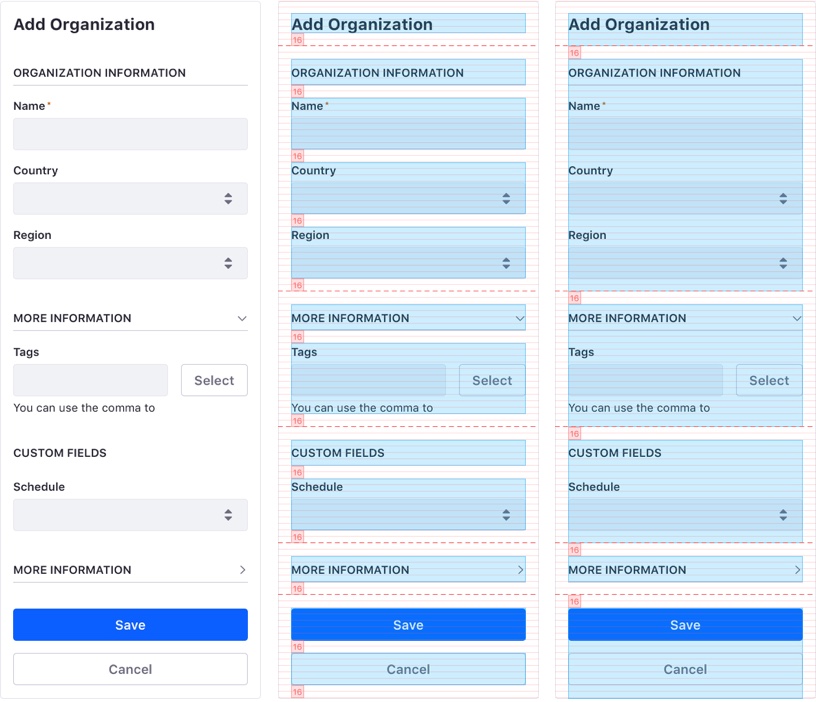 Add Organization
ORGANIZATION INFORMATION
Name*
Country
Region
MORE INFORMATION
Tags
Select
You can use the comma to
CUSTOM FIELDS
Schedule
MORE INFORMATION
Save
Cancel
Add Organization
16
ORGANIZATION INFORMATION
16
Name*
16
Country
16
Region
16
MORE INFORMATION
16
Tags
Select
You can use the comma to
16
CUSTOM FIELDS
16
Schedule
16
MORE INFORMATION
16
Save
16
Cancel
16
Add Organization
16
ORGANIZATION INFORMATION
Name*
Country
Region
16
MORE INFORMATION
Tags
Select
You can use the comma to
16
CUSTOM FIELDS
Schedule
16
MORE INFORMATION
16
Save
Cancel